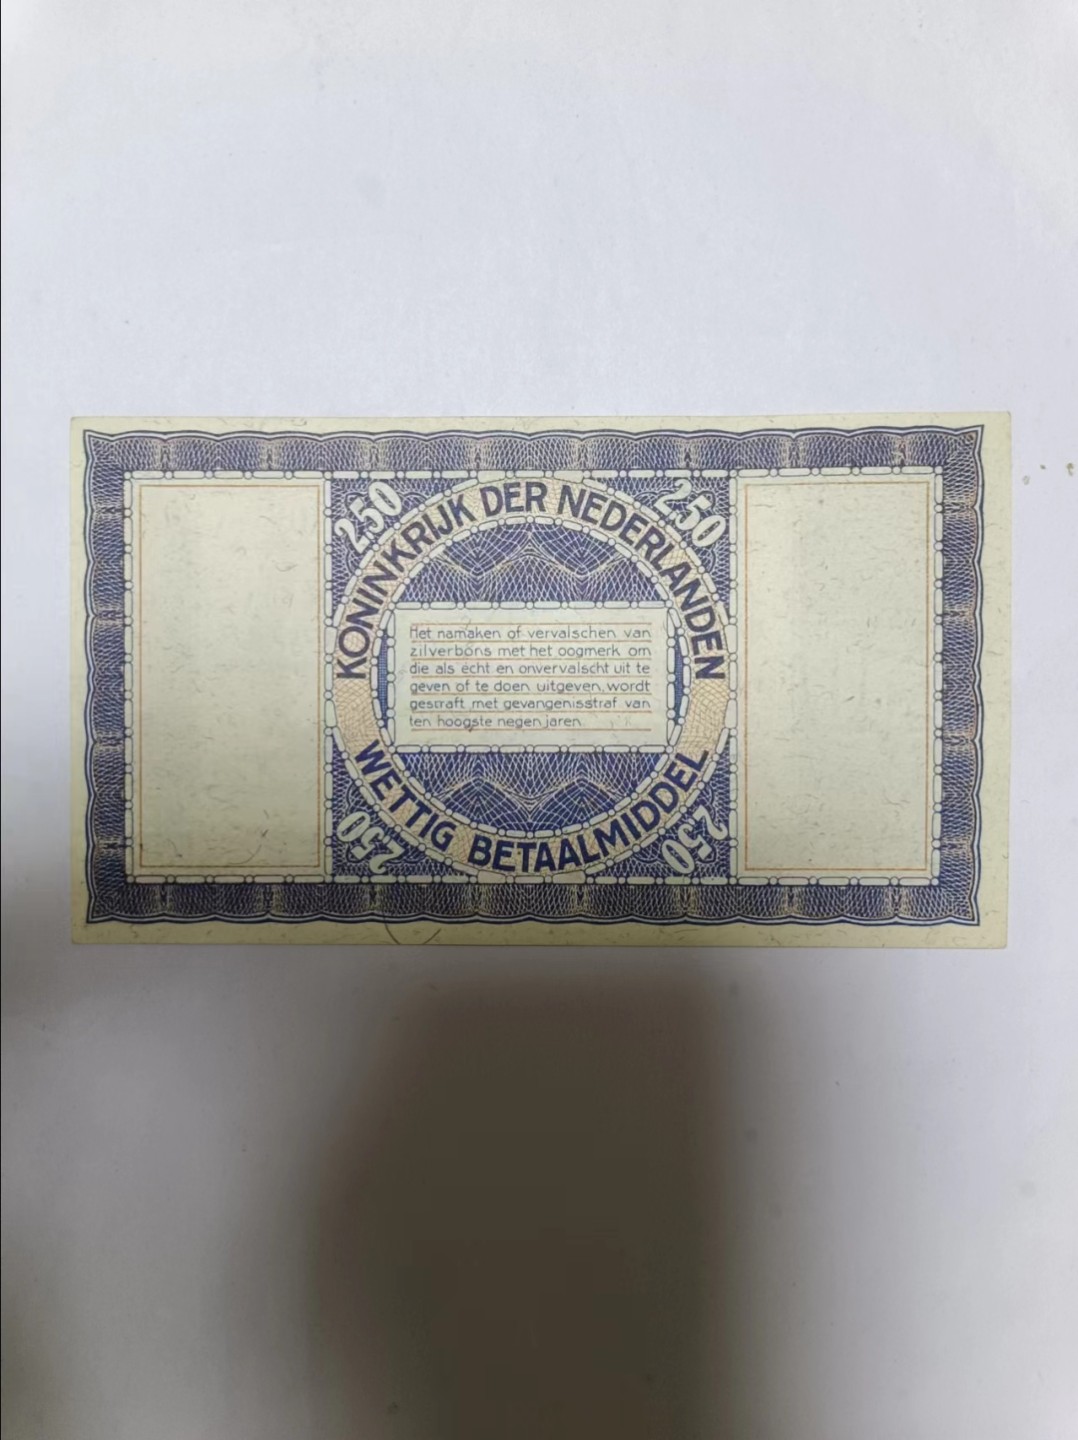 250
250
KONINKRIJK DER NEDERLANDEN
Het namaken of vervalschen van
zilverbons met het oogmerk om
die als echt en onvervalscht uit te
geven of te doen uitgeven, wordt
gestraft met gevangenisstraf van
ten hoogste negen jaren.
WETTIG BETAALMIDDEL
250
250